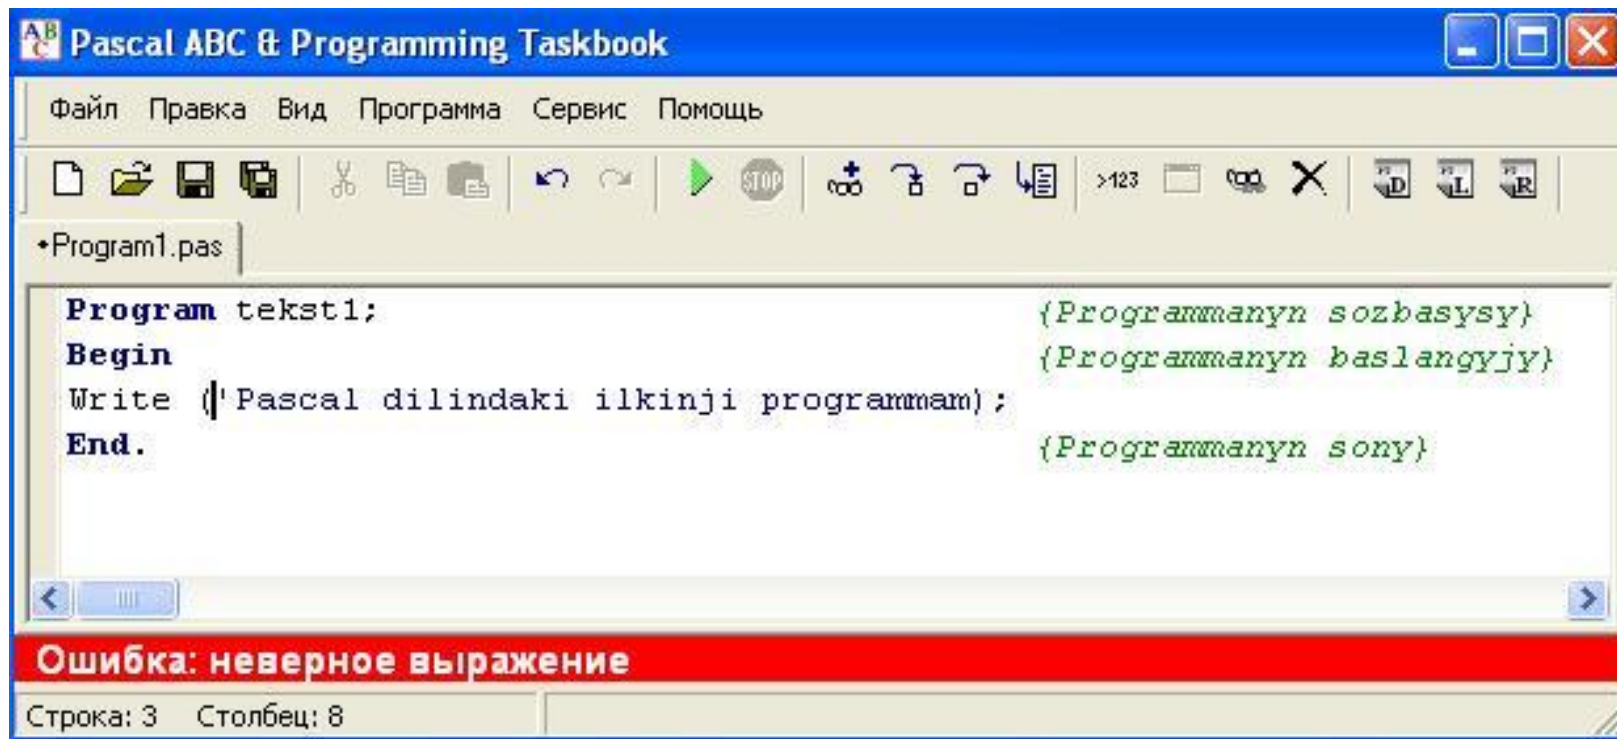 Pascal ABC & Programming Taskbook
Файл Правка Вид Программа Сервис Помощь
STOP >123 D L R
•Program1.pas
Program tekst1; {Programmanyn sozbasysy}
Begin {Programmanyn baslangyjy}
Write ('Pascal dilindaki ilkinji programmam);
End. {Programmanyn sony}
Ошибка: неверное выражение
Строка: 3 Столбец: 8